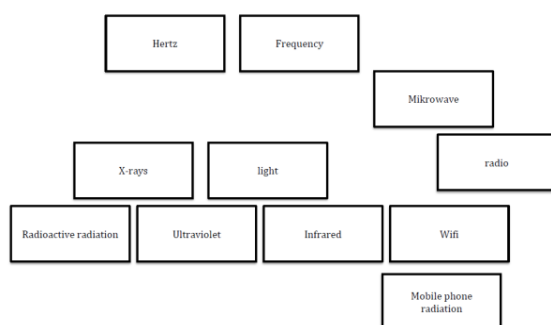 Hertz
Frequency
Mikrowave
X-rays
light
radio
Radioactive radiation
Ultraviolet
Infrared
Wifi
Mobile phone
radiation